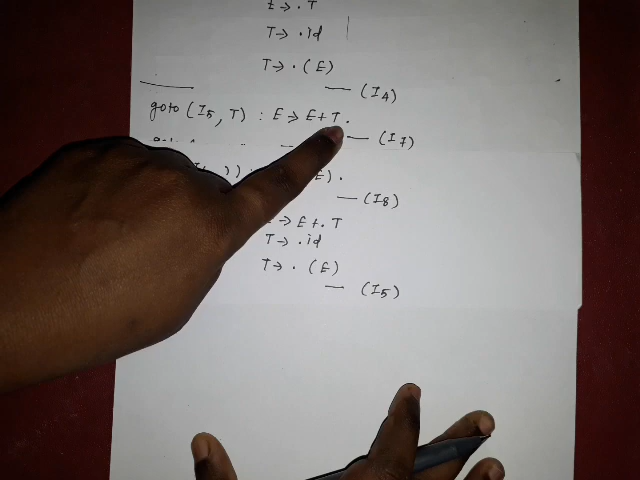 E → . T
T → . id
T → . (E)
— (I4)
goto (I5, T) : E → E + T .
— (I7)
) : E) .
— (I8)
→ E + . T
T → . id
T → . (E)
— (I5)